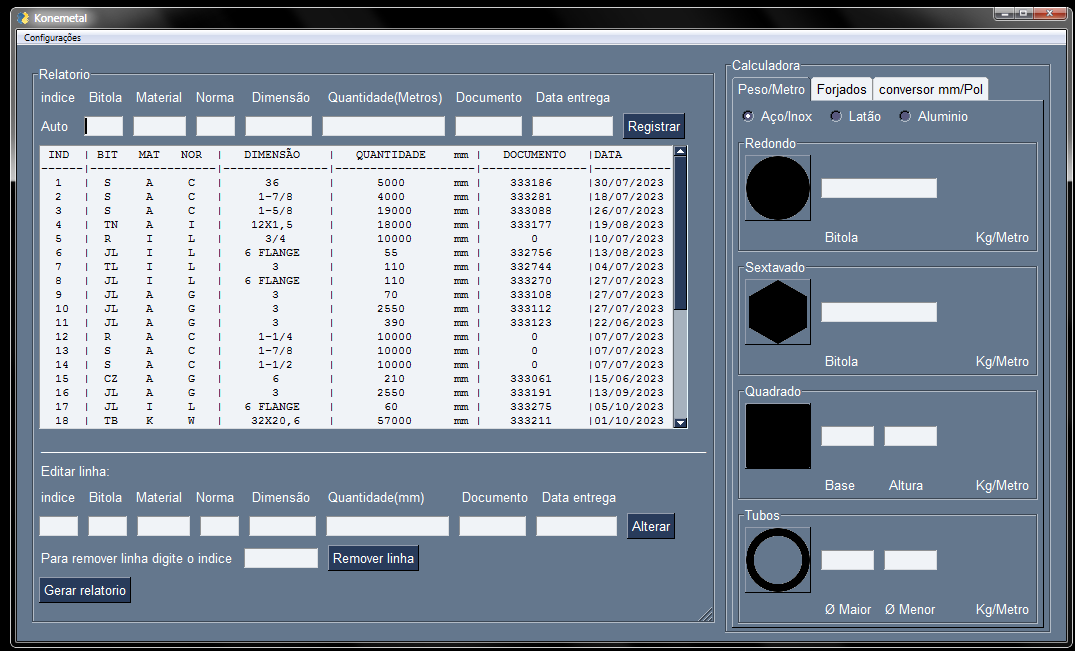 Konemetal
Configurações
Relatorio
indice Bitola Material Norma Dimensão Quantidade(Metros) Documento Data entrega
Auto Registrar
IND | BIT MAT NOR | DIMENSÃO | QUANTIDADE mm | DOCUMENTO |DATA
1 | S A C | 36 | 5000 mm | 333186 |30/07/2023
2 | S A C | 1-7/8 | 4000 mm | 333281 |18/07/2023
3 | S A C | 1-5/8 | 19000 mm | 333088 |26/07/2023
4 | TN A I | 12X1,5 | 18000 mm | 333177 |19/08/2023
5 | R I L | 3/4 | 10000 mm | 0 |10/07/2023
6 | JL I L | 6 FLANGE | 55 mm | 332756 |13/08/2023
7 | TL I L | 3 | 110 mm | 332744 |04/07/2023
8 | JL I L | 6 FLANGE | 110 mm | 333270 |27/07/2023
9 | JL A G | 3 | 70 mm | 333108 |27/07/2023
10 | JL A G | 3 | 2550 mm | 333112 |27/07/2023
11 | JL A G | 3 | 390 mm | 333123 |22/06/2023
12 | R A C | 1-1/4 | 10000 mm | 0 |07/07/2023
13 | S A C | 1-7/8 | 10000 mm | 0 |07/07/2023
14 | S A C | 1-1/2 | 10000 mm | 0 |07/07/2023
15 | CZ A G | 6 | 210 mm | 333061 |15/06/2023
16 | JL A G | 3 | 2550 mm | 333191 |13/09/2023
17 | JL I L | 6 FLANGE | 60 mm | 333275 |05/10/2023
18 | TB K W | 32X20,6 | 57000 mm | 333211 |01/10/2023
Editar linha:
indice Bitola Material Norma Dimensão Quantidade(mm) Documento Data entrega
Alterar
Para remover linha digite o indice Remover linha
Gerar relatorio
Calculadora
Peso/Metro Forjados conversor mm/Pol
Aço/Inox Latão Aluminio
Redondo
Bitola Kg/Metro
Sextavado
Bitola Kg/Metro
Quadrado
Base Altura Kg/Metro
Tubos
Ø Maior Ø Menor Kg/Metro